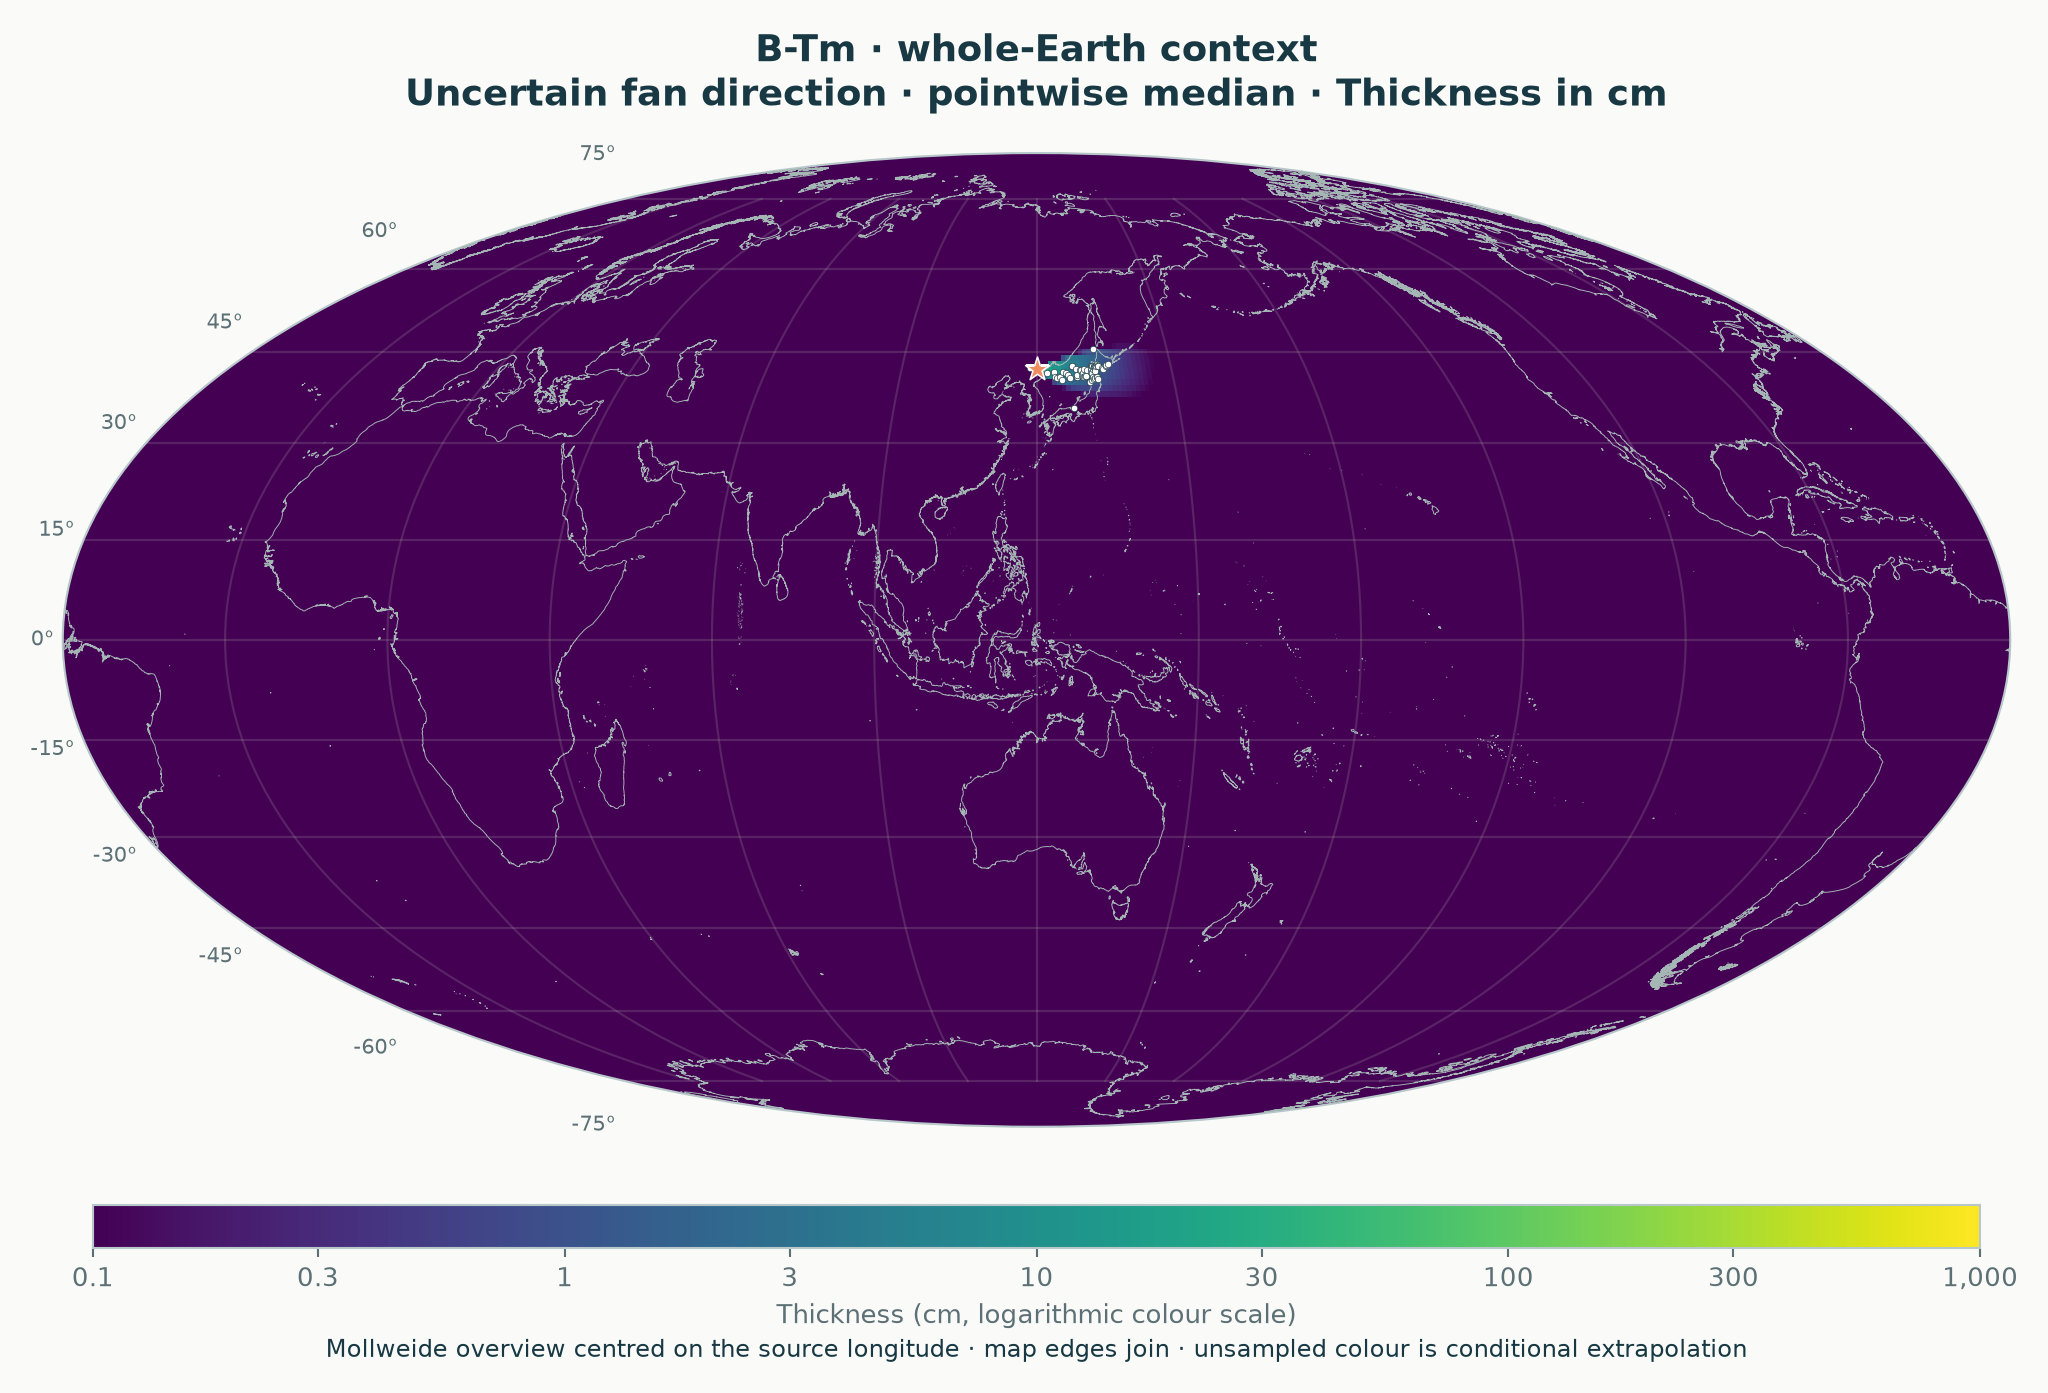 B-Tm · whole-Earth context
Uncertain fan direction · pointwise median · Thickness in cm
75°
60°
45°
30°
15°
0°
-15°
-30°
-45°
-60°
-75°
0.1 0.3 1 3 10 30 100 300 1,000
Thickness (cm, logarithmic colour scale)
Mollweide overview centred on the source longitude · map edges join · unsampled colour is conditional extrapolation